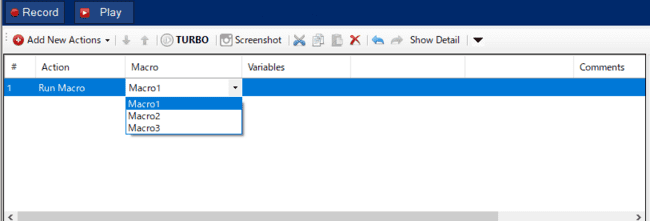 Record Play
Add New Actions TURBO Screenshot Show Detail
# Action Macro Variables Comments
1 Run Macro Macro1
Macro1
Macro2
Macro3